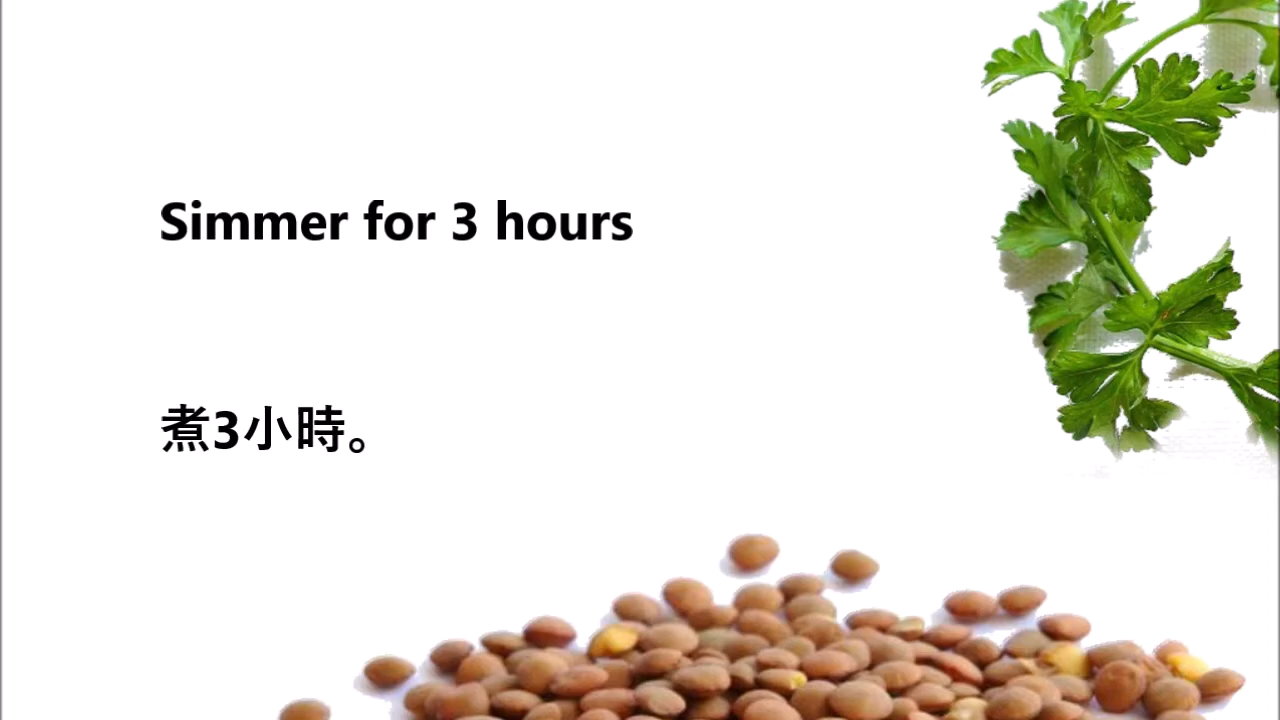 Simmer for 3 hours
煮3小時。